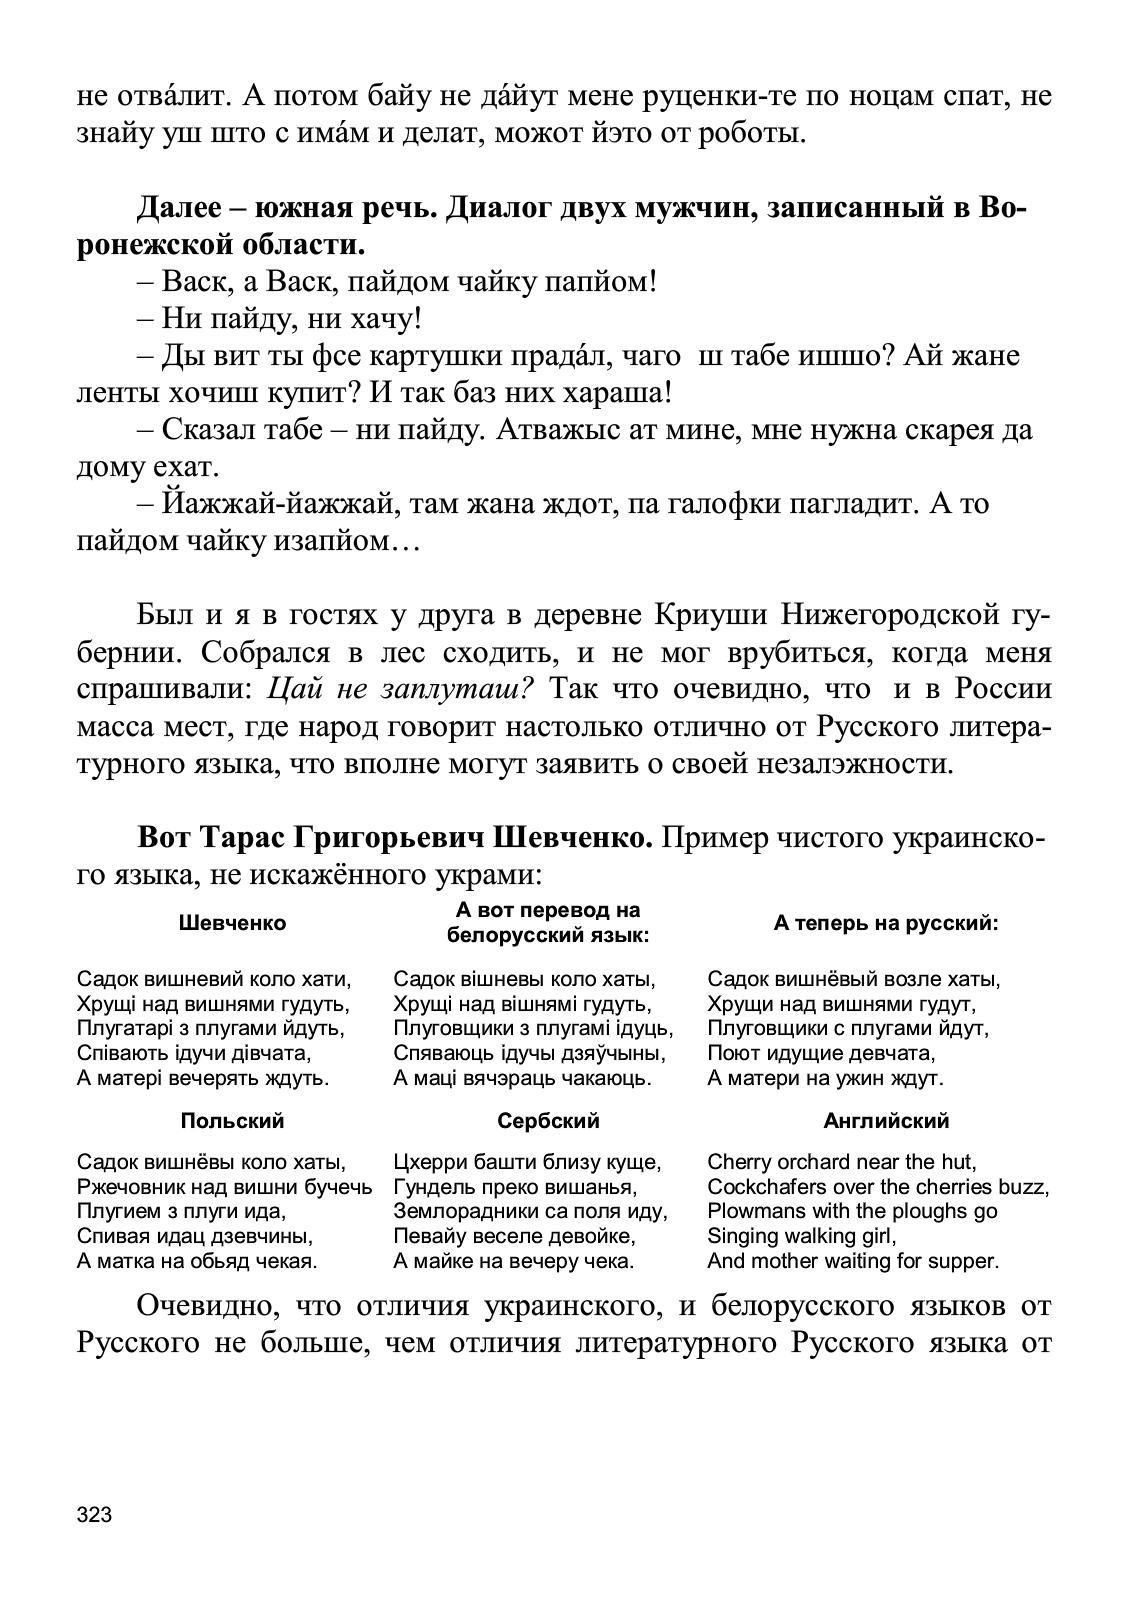 не отва́лит. А потом байу не да́йут мене руценки-те по ноцам спат, не
знайу уш што с има́м и делат, можот йэто от роботы.
Далее – южная речь. Диалог двух мужчин, записанный в Во-
ронежской области.
– Васк, а Васк, пайдом чайку папйом!
– Ни пайду, ни хачу!
– Ды вит ты фсе картушки прада́л, чаго ш табе ишшо? Ай жане
ленты хочиш купит? И так баз них хараша!
– Сказал табе – ни пайду. Атважыс ат мине, мне нужна скарея да
дому ехат.
– Йажжай-йажжай, там жана ждот, па галофки пагладит. А то
пайдом чайку изапйом…
Был и я в гостях у друга в деревне Криуши Нижегородской гу-
бернии. Собрался в лес сходить, и не мог врубиться, когда меня
спрашивали: Цай не заплуташ? Так что очевидно, что и в России
масса мест, где народ говорит настолько отлично от Русского литера-
турного языка, что вполне могут заявить о своей незалэжности.
Вот Тарас Григорьевич Шевченко. Пример чистого украинско-
го языка, не искажённого украми:
Шевченко
Садок вишневий коло хати,
Хрущі над вишнями гудуть,
Плугатарі з плугами йдуть,
Співають ідучи дівчата,
А матері вечерять ждуть.
А вот перевод на
белорусский язык:
Садок вішневы коло хаты,
Хрущі над вішнямі гудуть,
Плуговщики з плугамі ідуць,
Спяваюць ідучы дзяўчыны,
А маці вячэраць чакаюць.
А теперь на русский:
Садок вишнёвый возле хаты,
Хрущи над вишнями гудут,
Плуговщики с плугами йдут,
Поют идущие девчата,
А матери на ужин ждут.
Польский
Садок вишнёвы коло хаты,
Ржечовник над вишни бучечь
Плугием з плуги ида,
Спивая идац дзевчины,
А матка на обьяд чекая.
Сербский
Цхерри башти близу куще,
Гундель преко вишанья,
Землорадники са поля иду,
Певайу веселе девойке,
А майке на вечеру чека.
Английский
Cherry orchard near the hut,
Cockchafers over the cherries buzz,
Plowmans with the ploughs go
Singing walking girl,
And mother waiting for supper.
Очевидно, что отличия украинского, и белорусского языков от
Русского не больше, чем отличия литературного Русского языка от
323